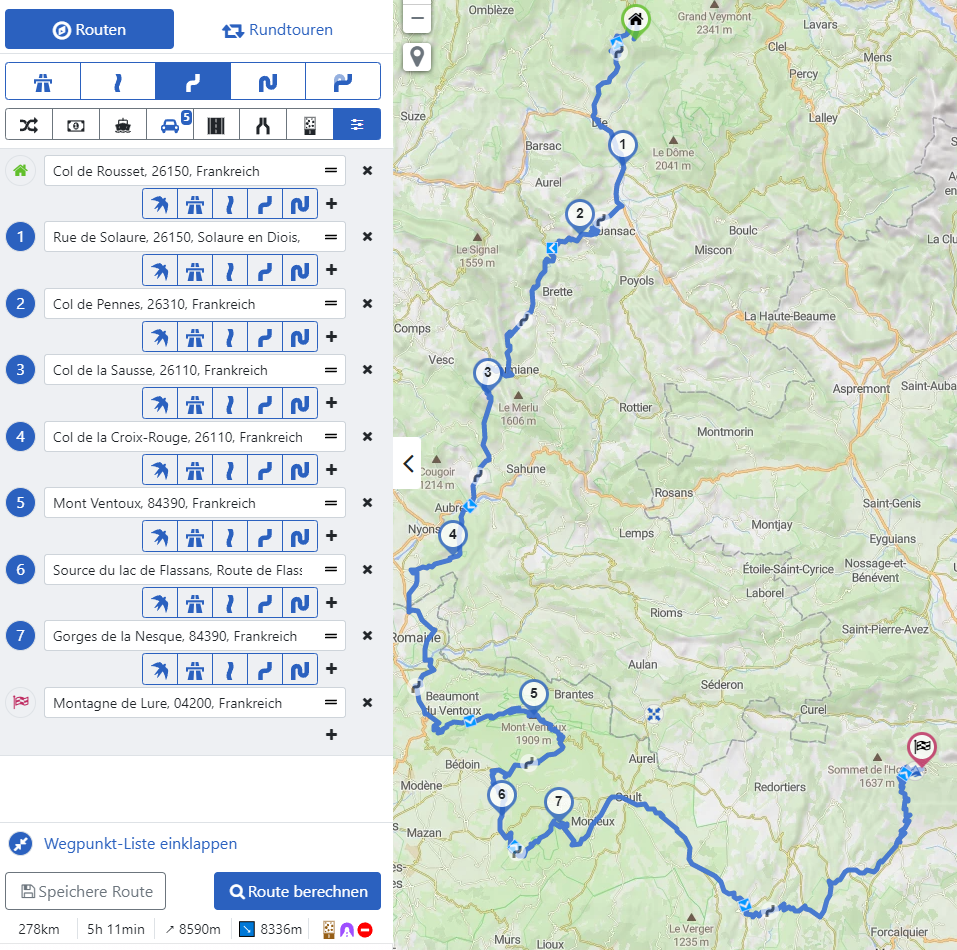 Routen
Rundtouren
5
Col de Rousset, 26150, Frankreich
1
Rue de Solaure, 26150, Solaure en Diois,
2
Col de Pennes, 26310, Frankreich
3
Col de la Sausse, 26110, Frankreich
4
Col de la Croix-Rouge, 26110, Frankreich
5
Mont Ventoux, 84390, Frankreich
6
Source du lac de Flassans, Route de Flass
7
Gorges de la Nesque, 84390, Frankreich
Montagne de Lure, 04200, Frankreich
Wegpunkt-Liste einklappen
Speichere Route
Route berechnen
278km
5h 11min
8590m
8336m
Omblèze
Grand Veymont
2341 m
Lavars
Clel
Mens
Percy
Suze
Lalley
Die
1
Barsac
Le Dôme
2041 m
Aurel
2
Jansac
Boulc
Le Signal
1559 m
Miscon
La Clu
Brette
Poyols
Comps
La Haute-Beaume
Vesc
3
miane
Aspremont
Saint-Auba
Le Merlu
1606 m
Rottier
Montmorin
Cougoir
1214 m
Sahune
Rosans
Aubre
Saint-Genis
Nyons
4
Lemps
Montjay
Eyguians
Étoile-Saint-Cyrice
Nossage-et-
Bénévent
Laborel
Rioms
Romaine
Saint-Pierre-Avez
Aulan
Séderon
Beaumont
du Ventoux
5
Brantes
Curel
Mont Ventoux
1909 m
Bédoin
Aurel
Sommet de l'Ho
1637 m
Modène
6
7
Redortiers
Sault
Mazan
Monieux
Le Verger
1235 m
Forcalquier
Murs
Lioux